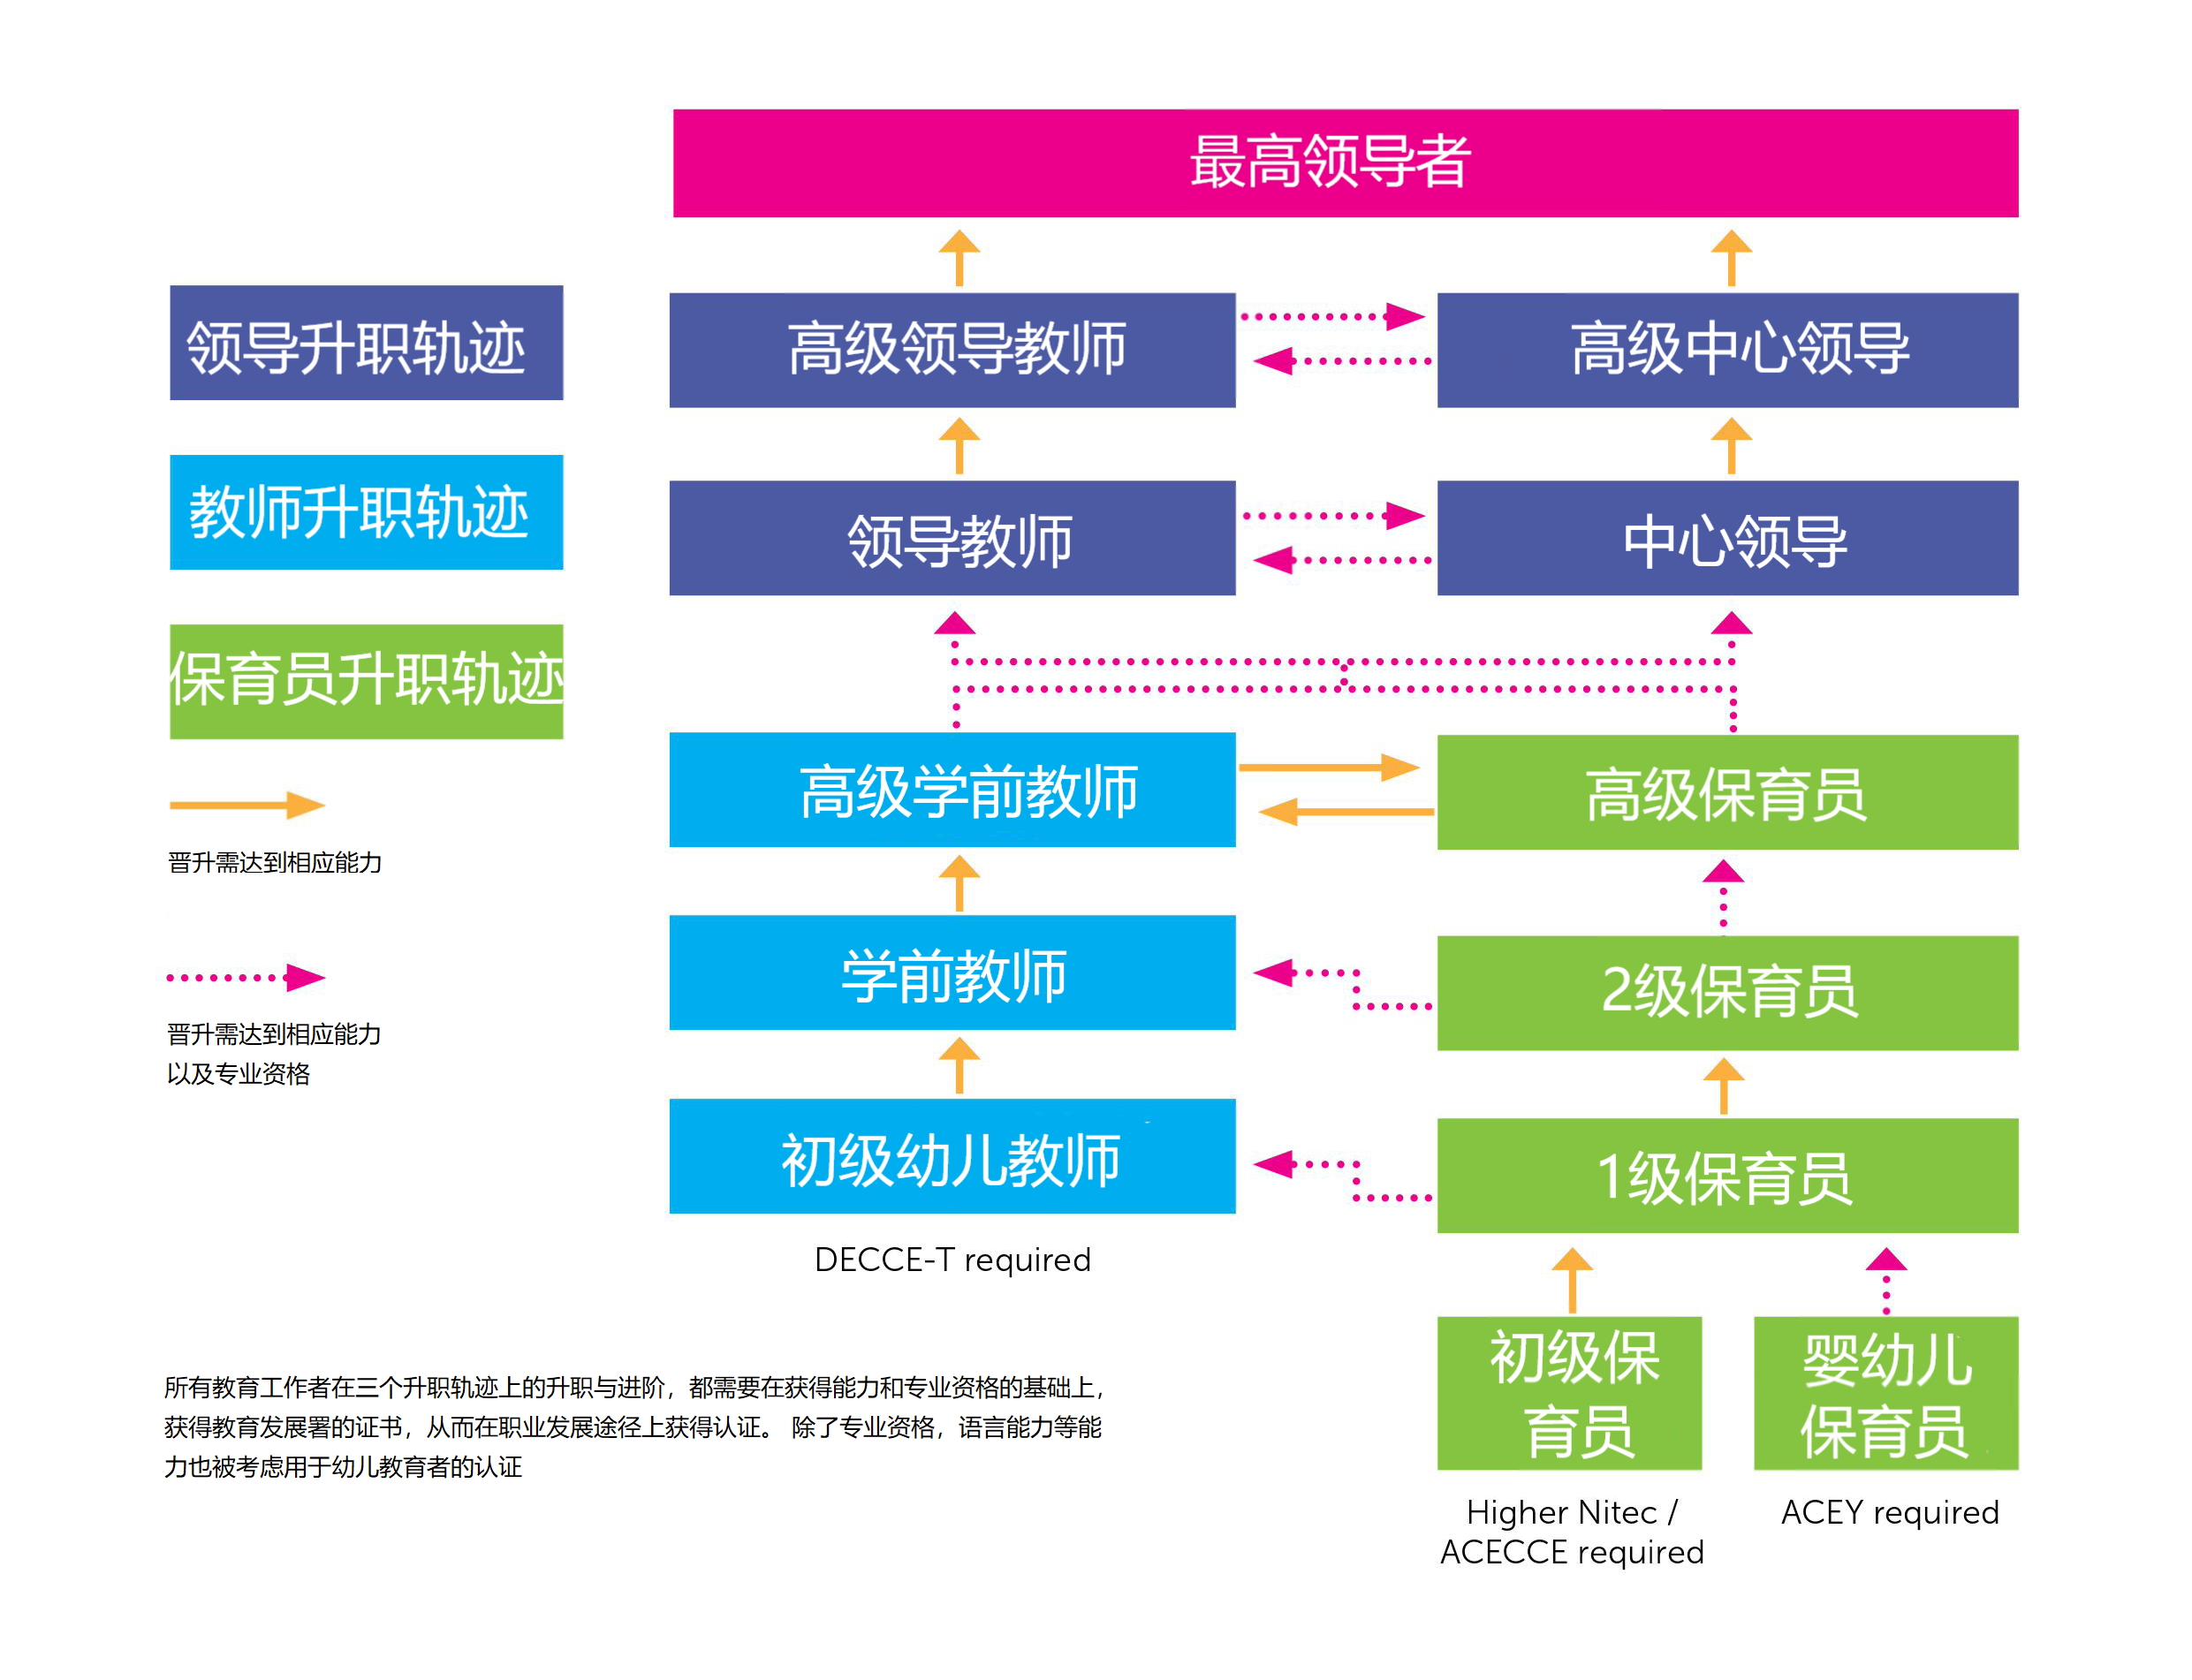 最高领导者
领导升职轨迹
高级领导教师
高级中心领导
教师升职轨迹
领导教师
中心领导
保育员升职轨迹
高级学前教师
高级保育员
晋升需达到相应能力
学前教师
2级保育员
晋升需达到相应能力
以及专业资格
初级幼儿教师
1级保育员
DECCE-T required
初级保
育员
婴幼儿
保育员
Higher Nitec /
ACECCE required
ACEY required
所有教育工作者在三个升职轨迹上的升职与进阶，都需要在获得能力和专业资格的基础上，
获得教育发展署的证书，从而在职业发展途径上获得认证。 除了专业资格，语言能力等能
力也被考虑用于幼儿教育者的认证